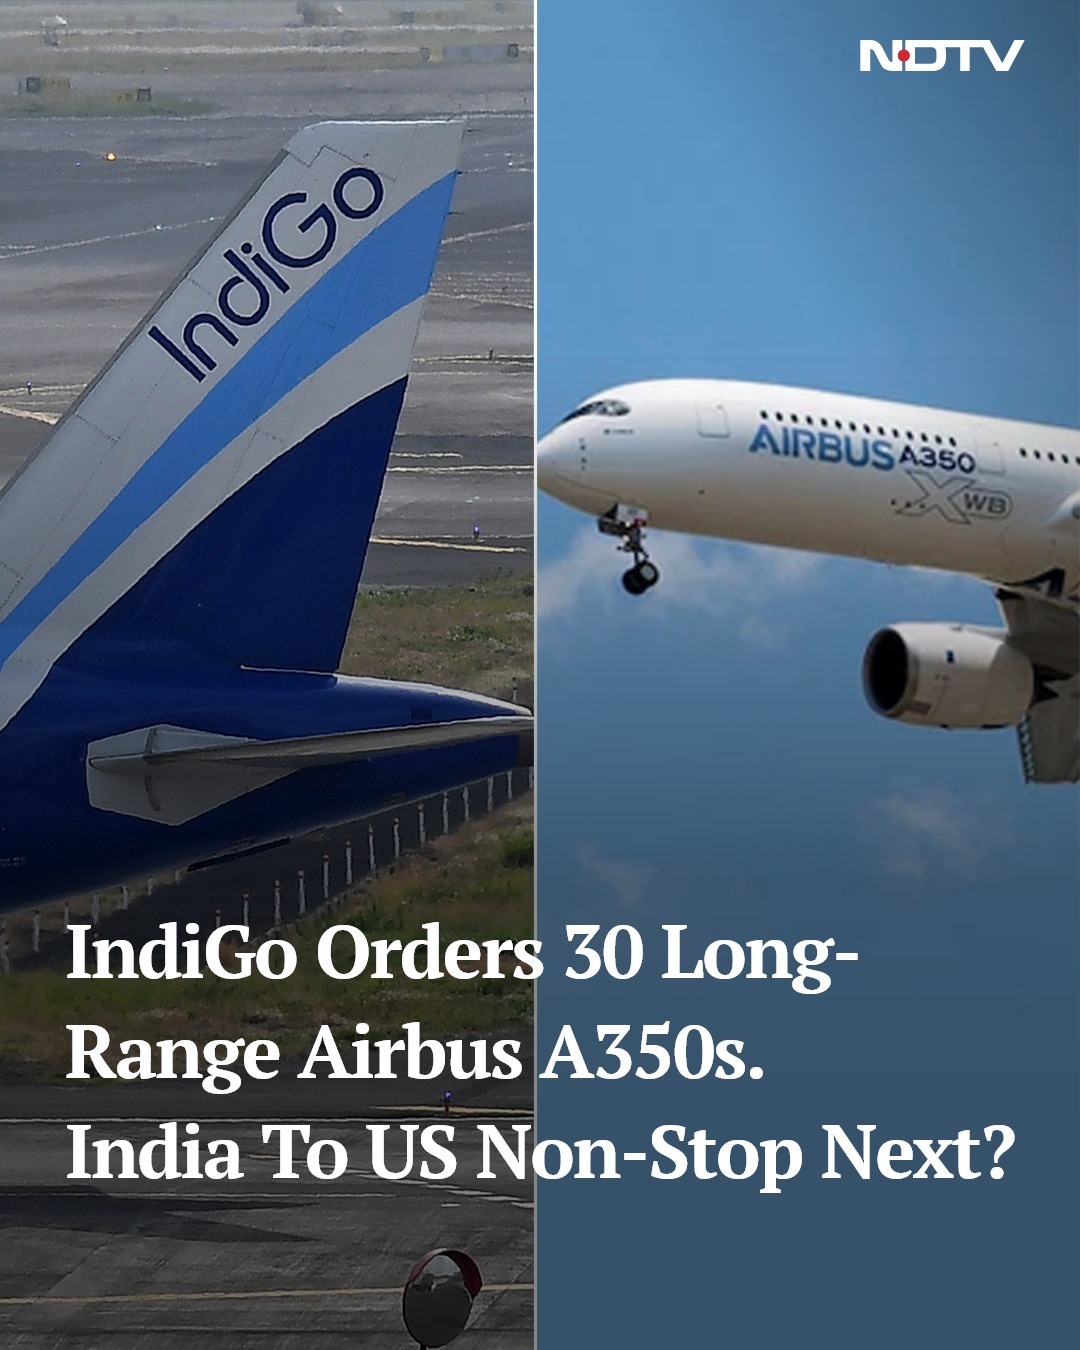 NDTV
IndiGo
AIRBUS A350
XWB
IndiGo Orders 30 Long-
Range Airbus A350s.
India To US Non-Stop Next?